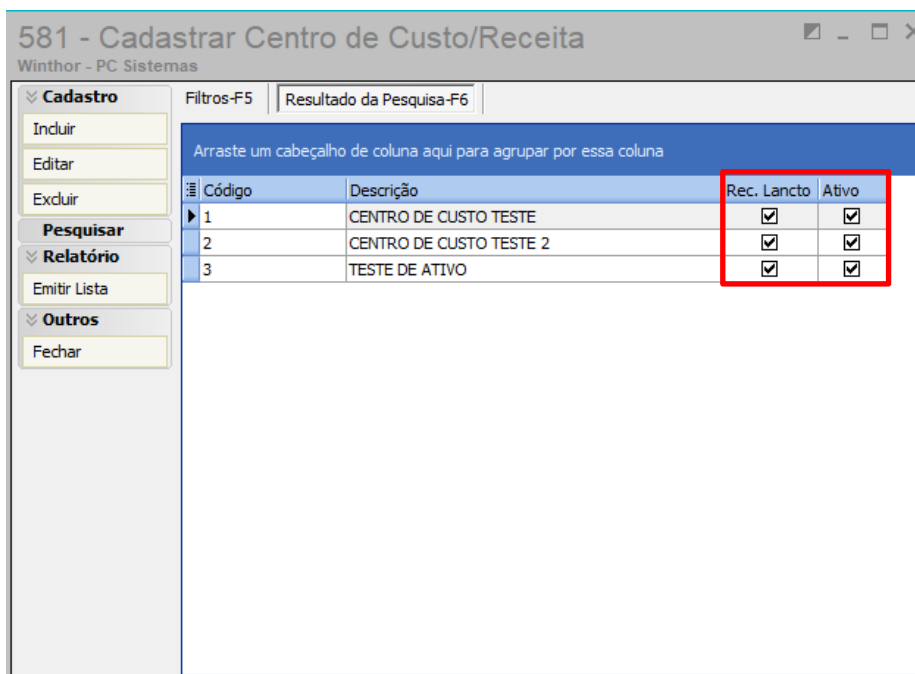 581 - Cadastrar Centro de Custo/Receita
Winthor - PC Sistemas
Cadastro
Incluir
Editar
Excluir
Pesquisar
Relatório
Emitir Lista
Outros
Fechar
Filtros-F5 Resultado da Pesquisa-F6
Arraste um cabeçalho de coluna aqui para agrupar por essa coluna
Código Descrição Rec. Lancto Ativo
1 CENTRO DE CUSTO TESTE
2 CENTRO DE CUSTO TESTE 2
3 TESTE DE ATIVO